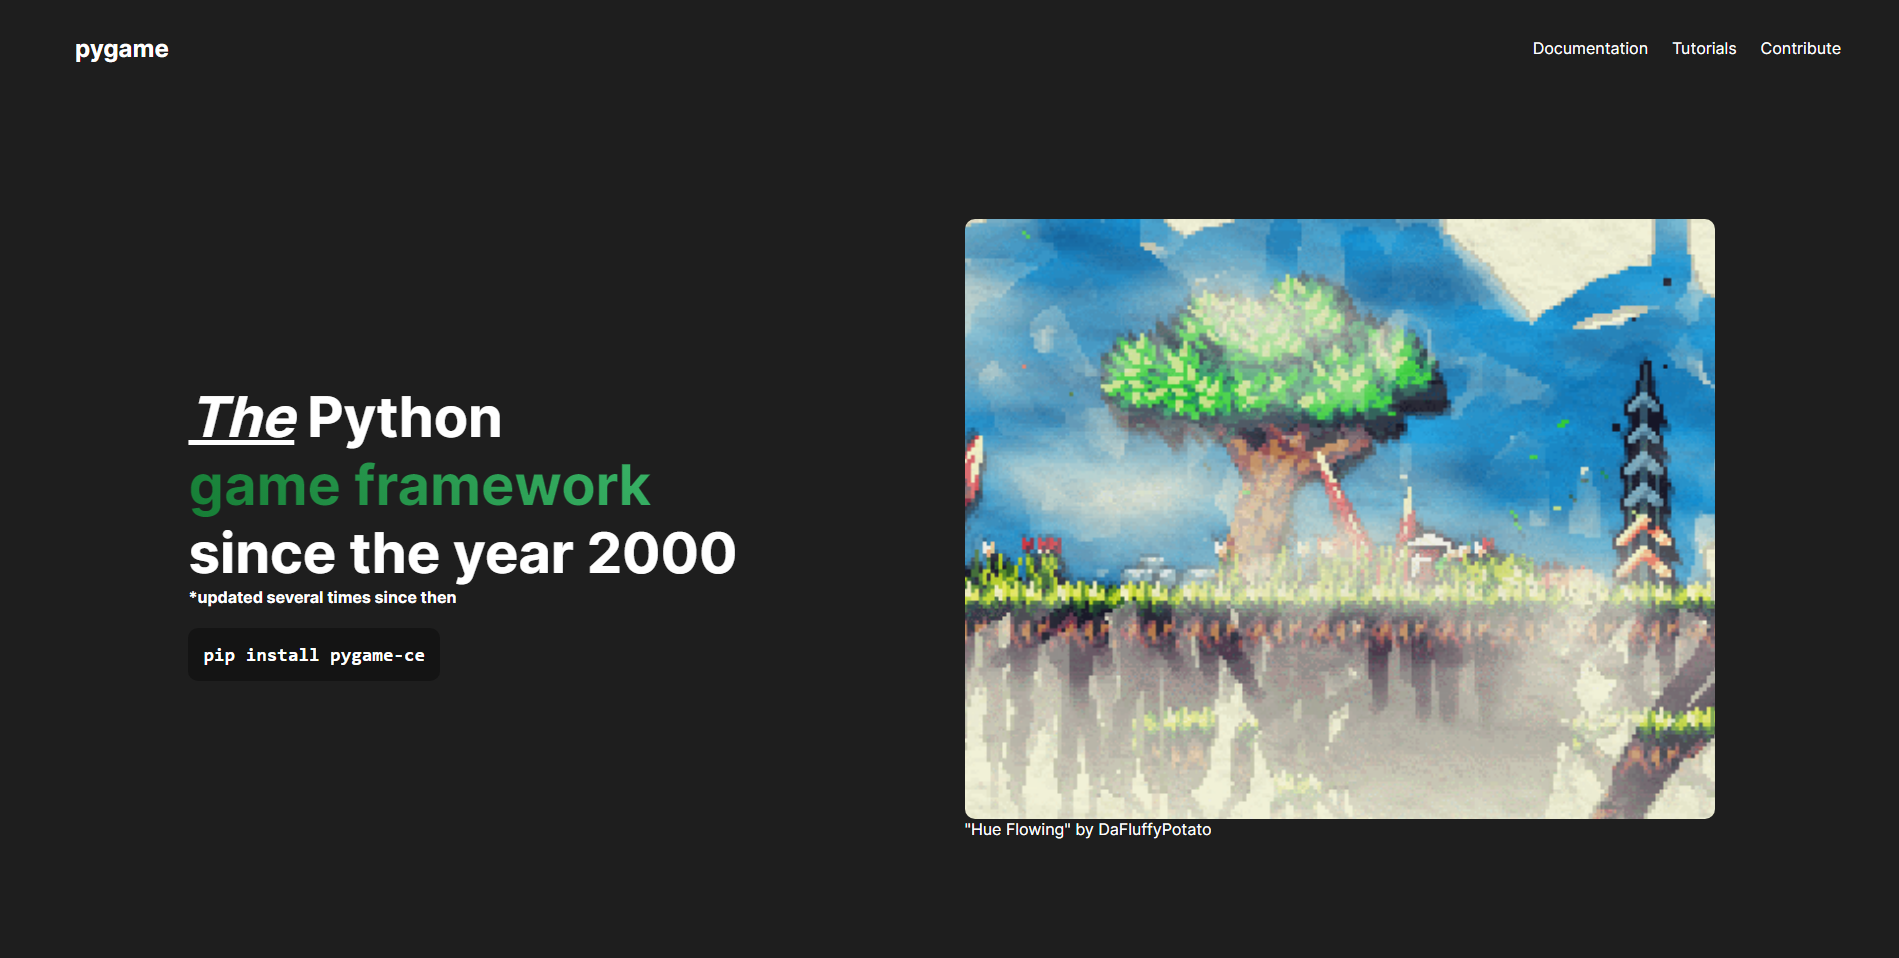 pygame
Documentation Tutorials Contribute
The Python
game framework
since the year 2000
*updated several times since then
pip install pygame-ce
"Hue Flowing" by DaFluffyPotato